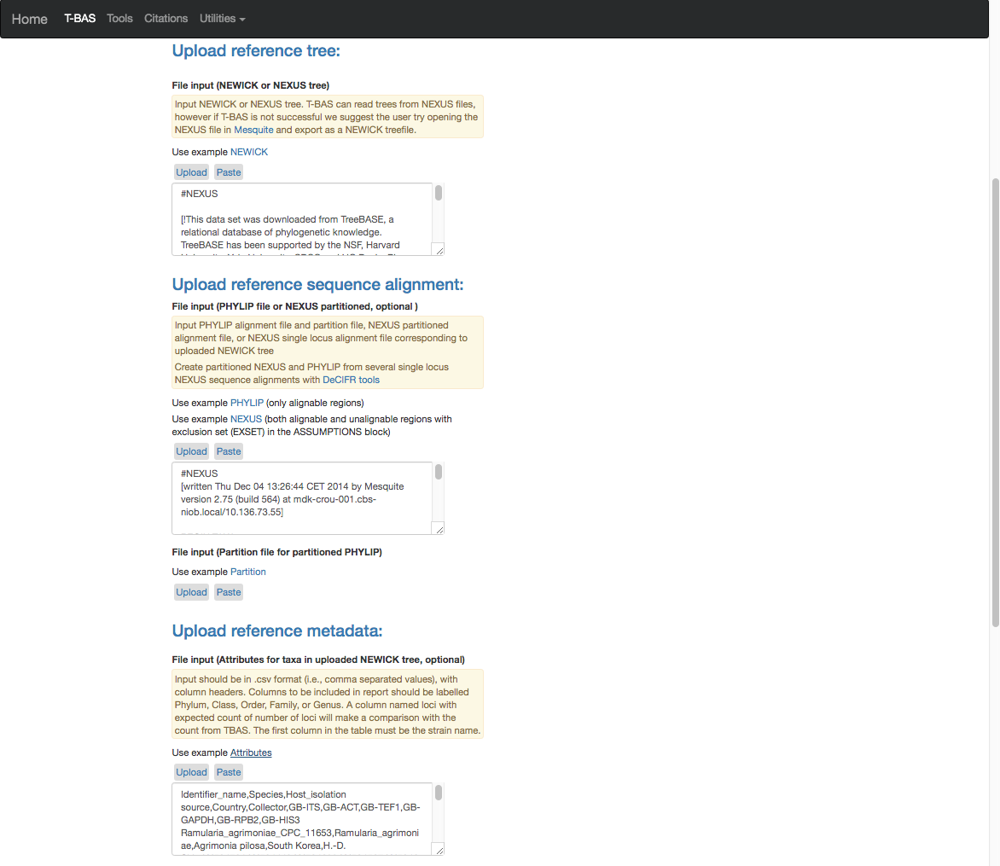 Home T-BAS Tools Citations Utilities
Upload reference tree:
File input (NEWICK or NEXUS tree)
Input NEWICK or NEXUS tree. T-BAS can read trees from NEXUS files,
however if T-BAS is not successful we suggest the user try opening the
NEXUS file in Mesquite and export as a NEWICK treefile.
Use example NEWICK
Upload Paste
#NEXUS
[!This data set was downloaded from TreeBASE, a
relational database of phylogenetic knowledge.
TreeBASE has been supported by the NSF, Harvard
Upload reference sequence alignment:
File input (PHYLIP file or NEXUS partitioned, optional )
Input PHYLIP alignment file and partition file, NEXUS partitioned
alignment file, or NEXUS single locus alignment file corresponding to
uploaded NEWICK tree
Create partitioned NEXUS and PHYLIP from several single locus
NEXUS sequence alignments with DeCIFR tools
Use example PHYLIP (only alignable regions)
Use example NEXUS (both alignable and unalignable regions with
exclusion set (EXSET) in the ASSUMPTIONS block)
Upload Paste
#NEXUS
[written Thu Dec 04 13:26:44 CET 2014 by Mesquite
version 2.75 (build 564) at mdk-crou-001.cbs-
niob.local/10.136.73.55]
File input (Partition file for partitioned PHYLIP)
Use example Partition
Upload Paste
Upload reference metadata:
File input (Attributes for taxa in uploaded NEWICK tree, optional)
Input should be in .csv format (i.e., comma separated values), with
column headers. Columns to be included in report should be labelled
Phylum, Class, Order, Family, or Genus. A column named loci with
expected count of number of loci will make a comparison with the
count from TBAS. The first column in the table must be the strain name.
Use example Attributes
Upload Paste
Identifier_name,Species,Host_isolation
source,Country,Collector,GB-ITS,GB-ACT,GB-TEF1,GB-
GAPDH,GB-RPB2,GB-HIS3
Ramularia_agrimoniae_CPC_11653,Ramularia_agrimoni
ae,Agrimonia pilosa,South Korea,H.-D.